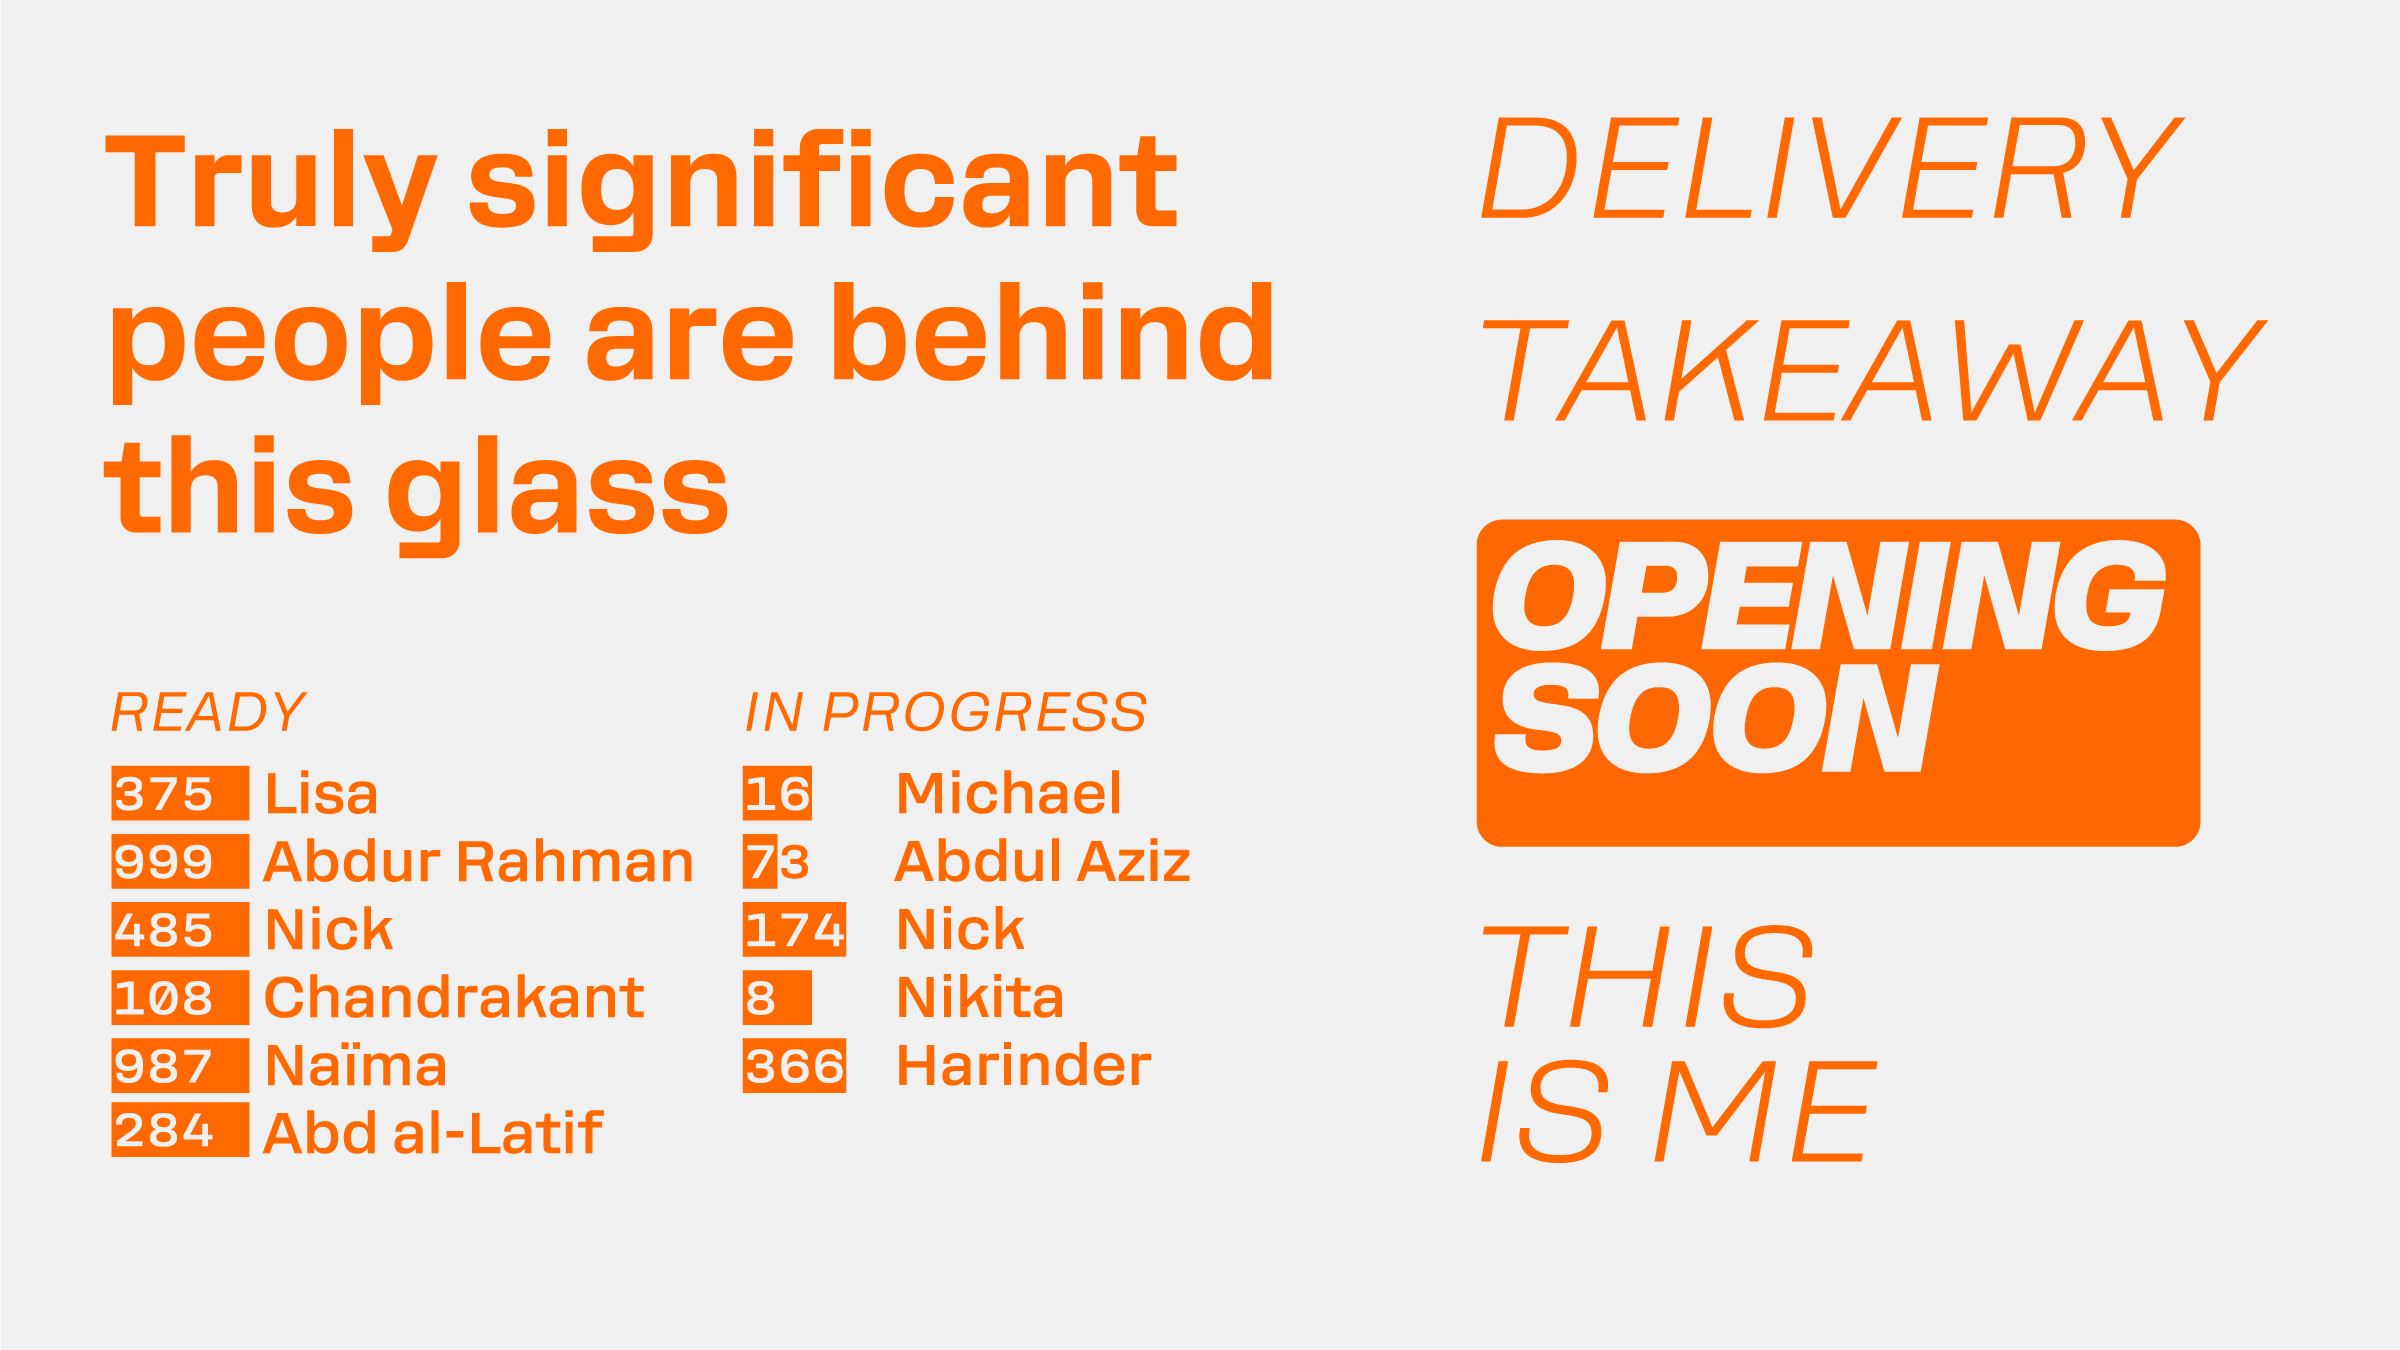 Truly significant
people are behind
this glass
READY
375 Lisa
999 Abdur Rahman
485 Nick
108 Chandrakant
987 Naïma
284 Abd al-Latif
IN PROGRESS
16 Michael
73 Abdul Aziz
174 Nick
8 Nikita
366 Harinder
DELIVERY
TAKEAWAY
OPENING
SOON
THIS
IS ME